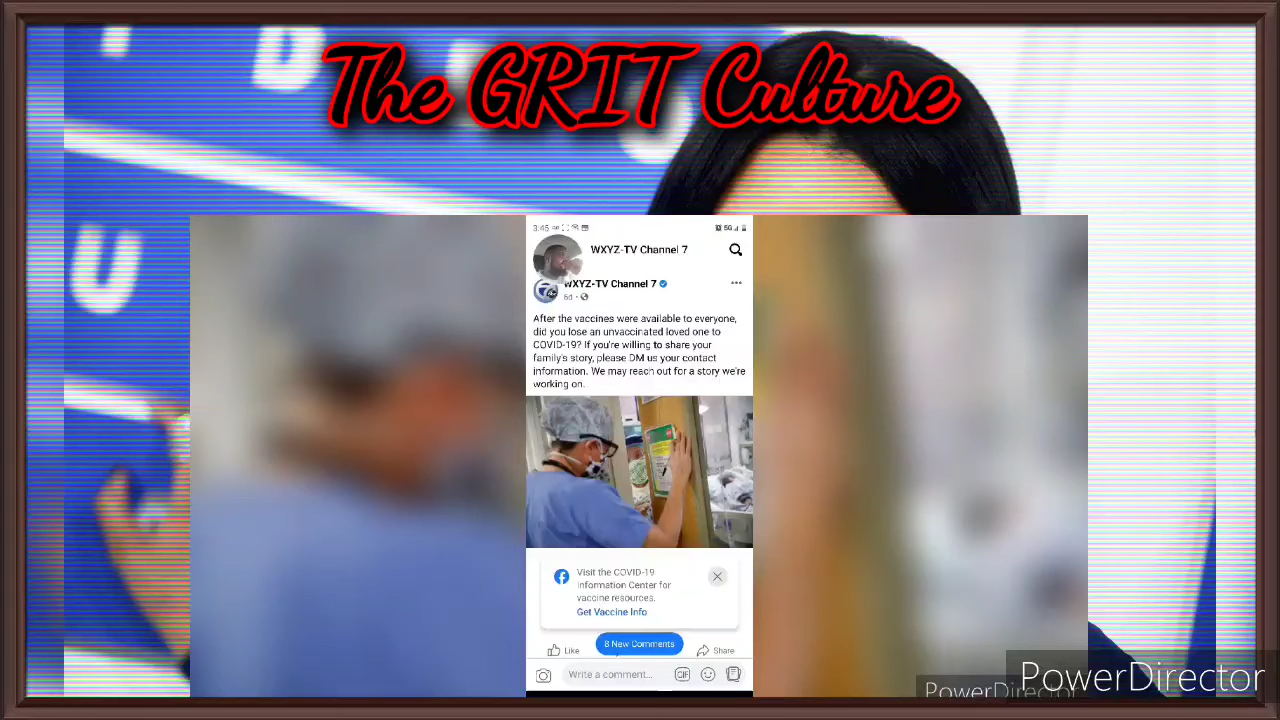 The GRIT Culture
U
3:45
5G
WXYZ-TV Channel 7
WXYZ-TV Channel 7
6d
After the vaccines were available to everyone,
did you lose an unvaccinated loved one to
COVID-19? If you're willing to share your
family's story, please DM us your contact
information. We may reach out for a story we're
working on.
Visit the COVID-19
Information Center for
vaccine resources.
Get Vaccine Info
8 New Comments
Like
Share
Write a comment...
GIF
PowerDirector
PowerDirector